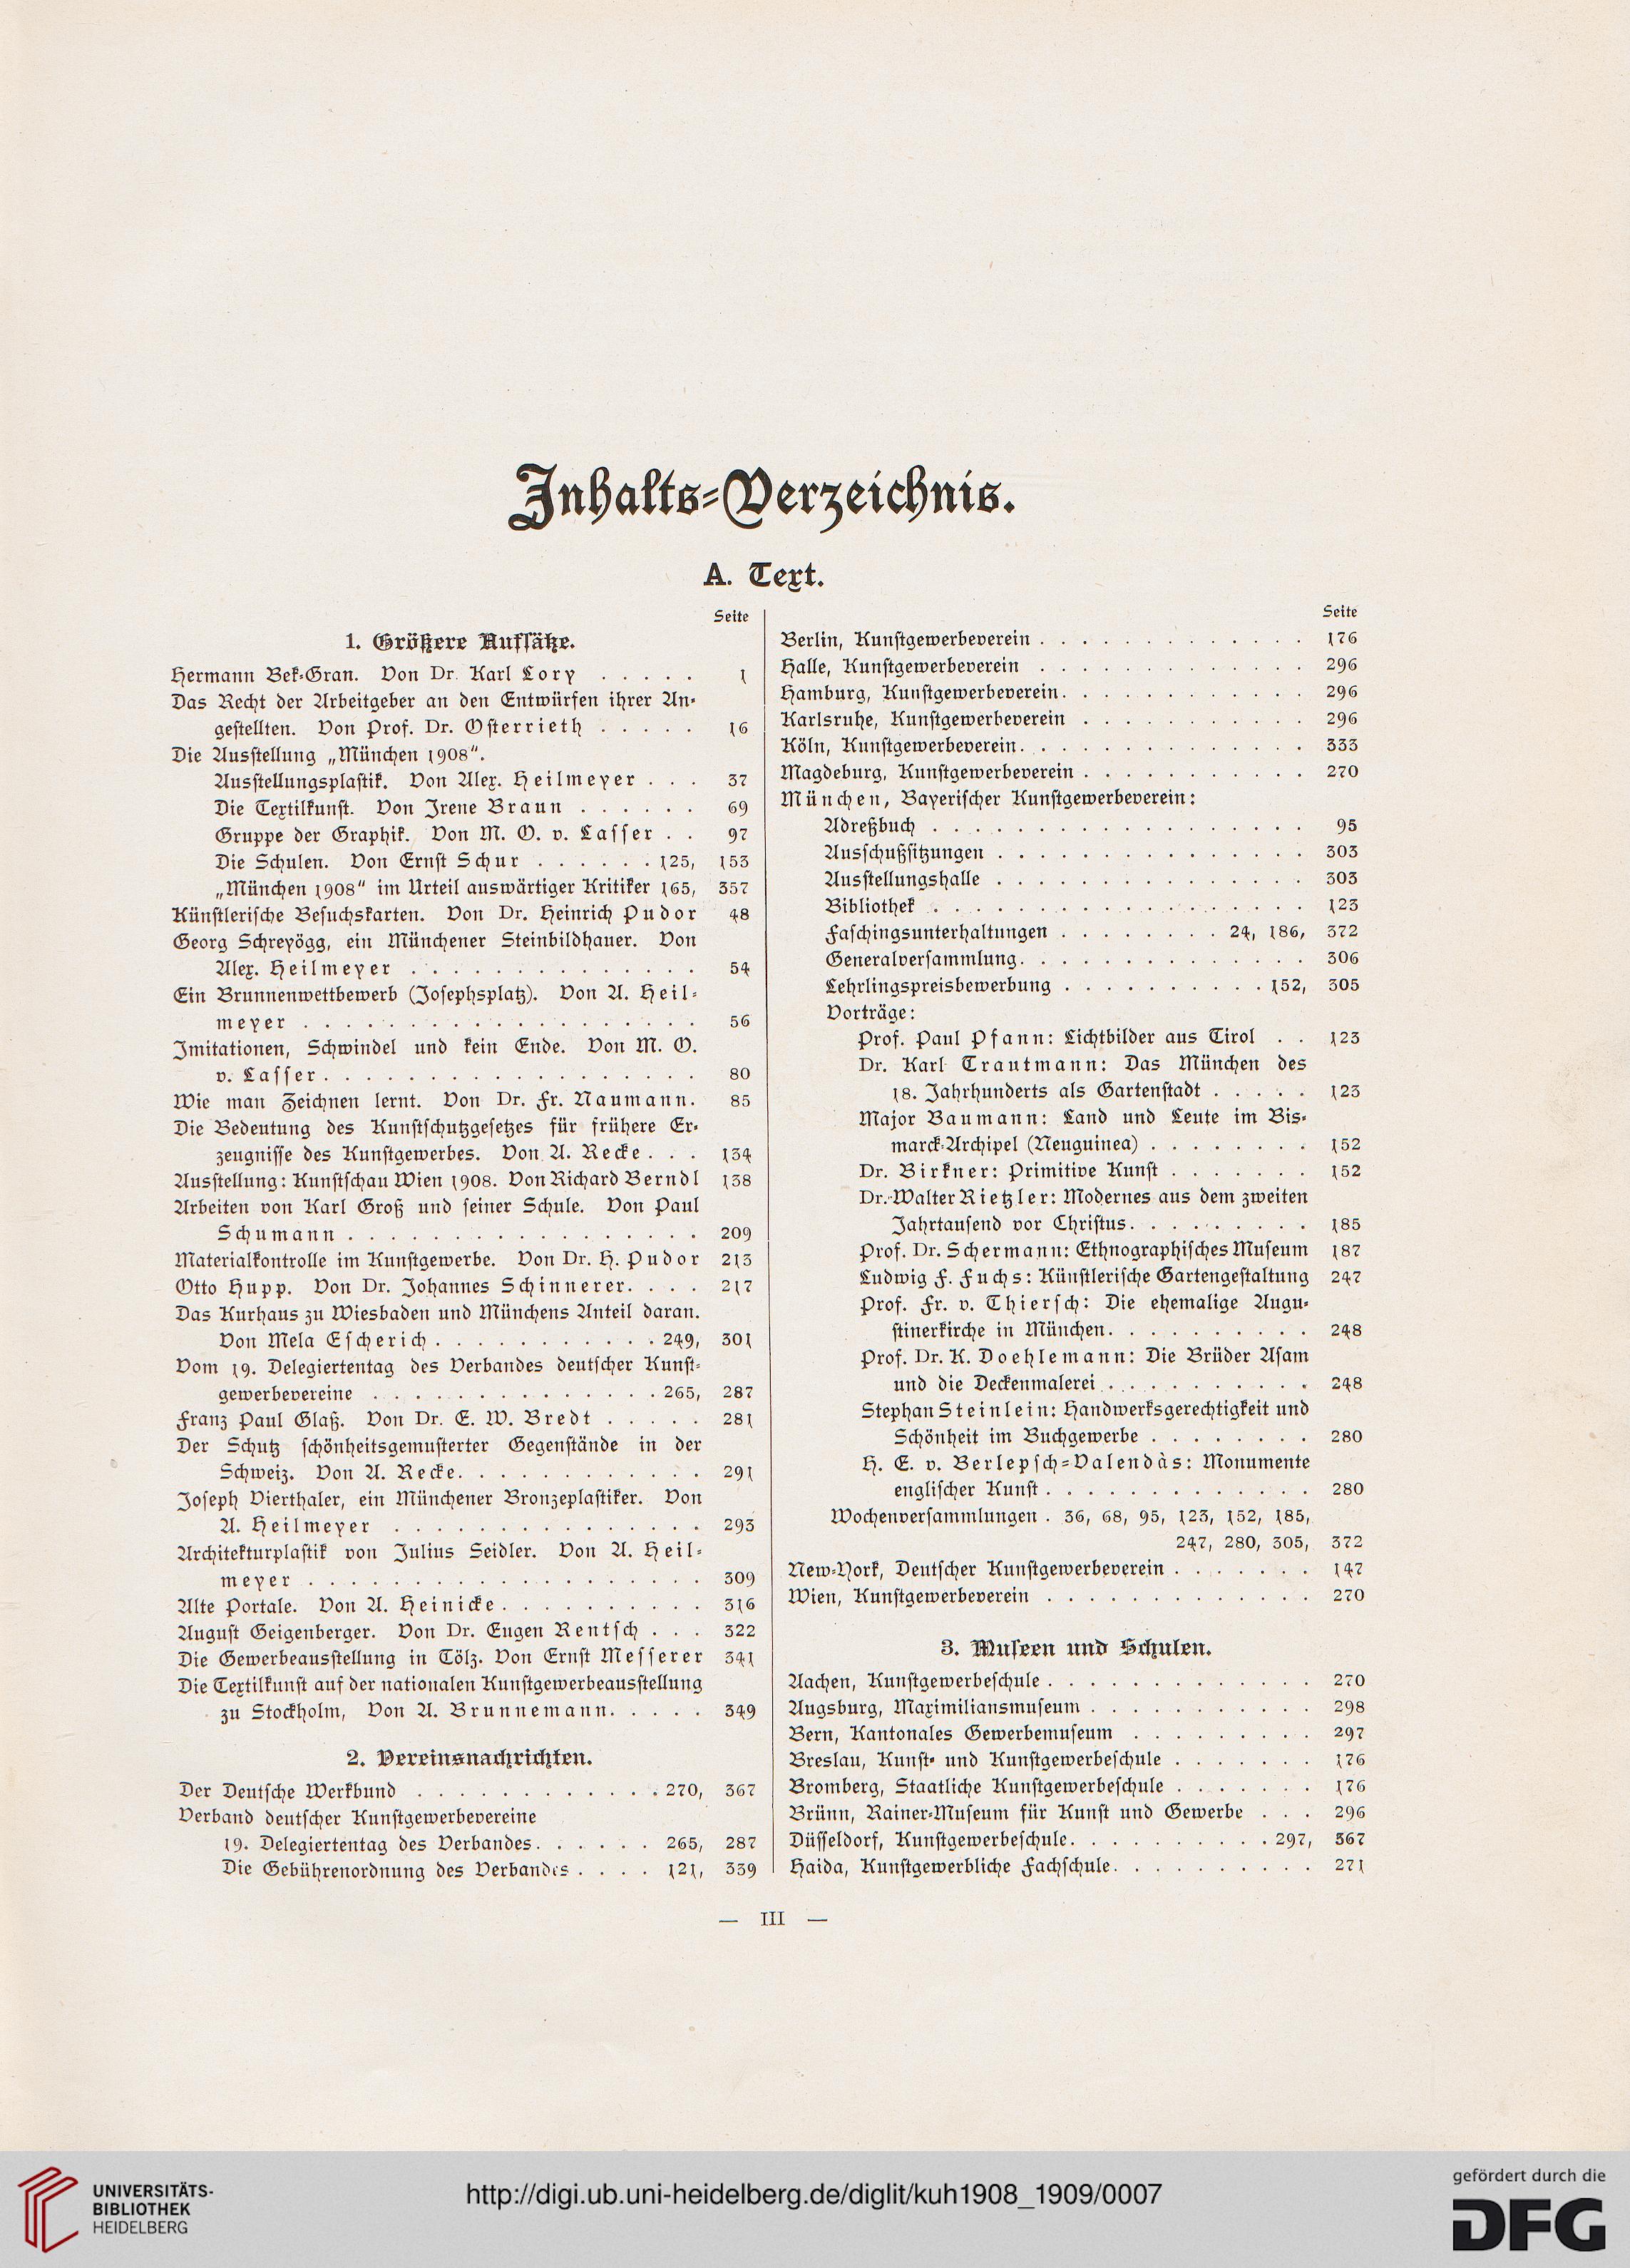 Inhalts-Verzeichnis.
A. Text.
Seite
1. Größere Aufsätze.
Hermann Bek-Gran. Von Dr. Karl Lory . . . . . 1
Das Recht der Arbeitgeber an den Entwürfen ihrer An-
gestellten. Von Prof. Dr. Osterrieth . . . . . 16
Die Ausstellung „München 1908“.
Ausstellungsplastik. Von Alex. Heilmeyer . . . 37
Die Textilkunst. Von Irene Braun . . . . . . 69
Gruppe der Graphik. Von M. O. v. Lasser . . 97
Die Schulen. Von Ernst Schur . . . . . . 125, 153
„München 1908“ im Urteil auswärtiger Kritiker 165, 357
Künstlerische Besuchskarten. Von Dr. Heinrich Pudor 48
Georg Schreyögg, ein Münchener Steinbildhauer. Von
Alex. Heilmeyer . . . . . . . . . . . . . . 54
Ein Brunnenwettbewerb (Josephsplatz). Von A. Heil-
meyer . . . . . . . . . . . . . . . . . . . 56
Imitationen, Schwindel und kein Ende. Von M. O.
v. Lasser . . . . . . . . . . . . . . . . . . 80
Wie man Zeichnen lernt. Von Dr. Fr. Naumann. 85
Die Bedeutung des Kunstschutzgesetzes für frühere Er-
zeugnisse des Kunstgewerbes. Von A. Recke . . . 134
Ausstellung: Kunstschau Wien 1908. Von Richard Berndl 138
Arbeiten von Karl Groß und seiner Schule. Von Paul
Schumann . . . . . . . . . . . . . . . . . 209
Materialkontrolle im Kunstgewerbe. Von Dr. H. Pudor 213
Otto Hupp. Von Dr. Johannes Schinnerer. . . . 217
Das Kurhaus zu Wiesbaden und Münchens Anteil daran.
Von Mela Escherich . . . . . . . . . . . 249, 301
Vom 19. Delegiertentag des Verbandes deutscher Kunst-
gewerbevereine . . . . . . . . . . . . . . 265, 287
Franz Paul Glaß. Von Dr. E. W. Bredt . . . . . 281
Der Schutz schönheitsgemusterter Gegenstände in der
Schweiz. Von A. Recke. . . . . . . . . . . . 291
Joseph Vierthaler, ein Münchener Bronzeplastiker. Von
A. Heilmeyer . . . . . . . . . . . . . . . 293
Architekturplastik von Julius Seidler. Von A. Heil-
meyer . . . . . . . . . . . . . . . . . . . 309
Alte Portale. Von A. Heinicke. . . . . . . . . . 316
August Geigenberger. Von Dr. Eugen Rentsch . . . 322
Die Gewerbeausstellung in Tölz. Von Ernst Messerer 341
Die Textilkunst auf der nationalen Kunstgewerbeausstellung
zu Stockholm, Von A. Brunnemann. . . . . 349
2. Vereinsnachrichten.
Der Deutsche Werkbund . . . . . . . . . . . . 270, 367
Verband deutscher Kunstgewerbevereine
19. Delegiertentag des Verbandes. . . . . . 265, 287
Die Gebührenordnung des Verbandes . . . . 121, 339
Seite
Berlin, Kunstgewerbeverein . . . . . . . . . . . . . 176
Halle, Kunstgewerbeverein . . . . . . . . . . . . . 296
Hamburg, Kunstgewerbeverein. . . . . . . . . . . . 296
Karlsruhe, Kunstgewerbeverein . . . . . . . . . . . 296
Köln, Kunstgewerbeverein. . . . . . . . . . . . . . 333
Magdeburg, Kunstgewerbeverein . . . . . . . . . . . 270
München, Bayerischer Kunstgewerbeverein:
Adreßbuch . . . . . . . . . . . . . . . . . . 95
Ausschußsitzungen . . . . . . . . . . . . . . . 303
Ausstellungshalle . . . . . . . . . . . . . . . 303
Bibliothek . . . . . . . . . . . . . . . . . . 123
Faschingsunterhaltungen . . . . . . . . 24, 186, 372
Generalversammlung. . . . . . . . . . . . . . 306
Lehrlingspreisbewerbung . . . . . . . . . . 152, 305
Vorträge:
Prof. Paul Pfann: Lichtbilder aus Tirol . . 123
Dr. Karl Trautmann: Das München des
18. Jahrhunderts als Gartenstadt . . . . . 123
Major Baumann: Land und Leute im Bis-
marck-Archipel (Neuguinea) . . . . . . . . 152
Dr. Birkner: Primitive Kunst . . . . . . . 152
Dr. Walter Rietzler: Modernes aus dem zweiten
Jahrtausend vor Christus. . . . . . . . . 185
Prof. Dr. Schermann: Ethnographisches Museum 187
Ludwig F. Fuchs: Künstlerische Gartengestaltung 247
Prof. Fr. v. Thiersch: Die ehemalige Augu-
stinerkirche in München. . . . . . . . . . 248
Prof. Dr. K. Doehlemann: Die Brüder Asam
und die Deckenmalerei . . . . . . . . . . 248
Stephan Steinlein: Handwerksgerechtigkeit und
Schönheit im Buchgewerbe . . . . . . . . 280
H. E. v. Berlepsch-Valendàs: Monumente
englischer Kunst . . . . . . . . . . . . . 280
Wochenversammlungen . 36, 68, 95, 123, 152, 185,
247, 280, 305, 372
New-York, Deutscher Kunstgewerbeverein . . . . . . . 147
Wien, Kunstgewerbeverein . . . . . . . . . . . . . 270
3. Museen und Schulen.
Aachen, Kunstgewerbeschule . . . . . . . . . . . . . 270
Augsburg, Maximiliansmuseum . . . . . . . . . . . 298
Bern, Kantonales Gewerbemuseum . . . . . . . . . 297
Breslau, Kunst- und Kunstgewerbeschule . . . . . . . 176
Bromberg, Staatliche Kunstgewerbeschule . . . . . . . 176
Brünn, Rainer-Museum für Kunst und Gewerbe . . . 296
Düsseldorf, Kunstgewerbeschule. . . . . . . . . . 297, 367
Haida, Kunstgewerbliche Fachschule. . . . . . . . . . 271
— III —
UNIVERSITÄTS-
BIBLIOTHEK
HEIDELBERG
http://digi.ub.uni-heidelberg.de/diglit/kuh1908_1909/0007
gefördert durch die
DFG